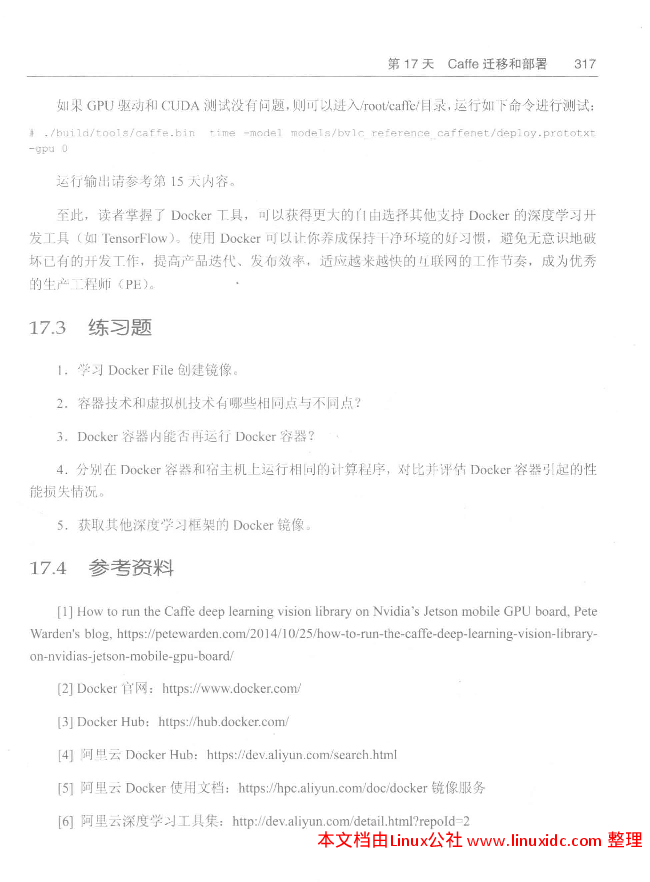 第 17 天 Caffe 迁移和部署 317
如果 GPU 驱动和 CUDA 测试没有问题，则可以进入/root/caffe/目录，运行如下命令进行测试：
# ./build/tools/caffe.bin time -model models/bvlc_reference_caffenet/deploy.prototxt
-gpu 0
运行输出请参考第 15 天内容。
至此，读者掌握了 Docker 工具，可以获得更大的自由选择其他支持 Docker 的深度学习开
发工具（如 TensorFlow）。使用 Docker 可以让你养成保持干净环境的好习惯，避免无意识地破
坏已有的开发工作，提高产品迭代、发布效率，适应越来越快的互联网的工作节奏，成为优秀
的生产工程师（PE）。
17.3 练习题
1．学习 Docker File 创建镜像。
2．容器技术和虚拟机技术有哪些相同点与不同点？
3．Docker 容器内能否再运行 Docker 容器？
4．分别在 Docker 容器和宿主机上运行相同的计算程序，对比并评估 Docker 容器引起的性
能损失情况。
5．获取其他深度学习框架的 Docker 镜像。
17.4 参考资料
[1] How to run the Caffe deep learning vision library on Nvidia's Jetson mobile GPU board, Pete
Warden's blog, https://petewarden.com/2014/10/25/how-to-run-the-caffe-deep-learning-vision-library-
on-nvidias-jetson-mobile-gpu-board/
[2] Docker 官网：https://www.docker.com/
[3] Docker Hub：https://hub.docker.com/
[4] 阿里云 Docker Hub：https://dev.aliyun.com/search.html
[5] 阿里云 Docker 使用文档：https://hpc.aliyun.com/doc/docker 镜像服务
[6] 阿里云深度学习工具集：http://dev.aliyun.com/detail.html?repoId=2
本文档由Linux公社 www.linuxidc.com 整理